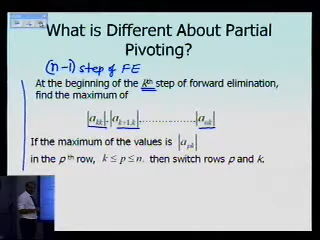 What is Different About Partial
Pivoting?
(n-1) step of FE
At the beginning of the kth step of forward elimination,
find the maximum of
|akk|, |ak+1,k|,................|ank|
If the maximum of the values is |apk|
in the p th row, k ≤ p ≤ n, then switch rows p and k.